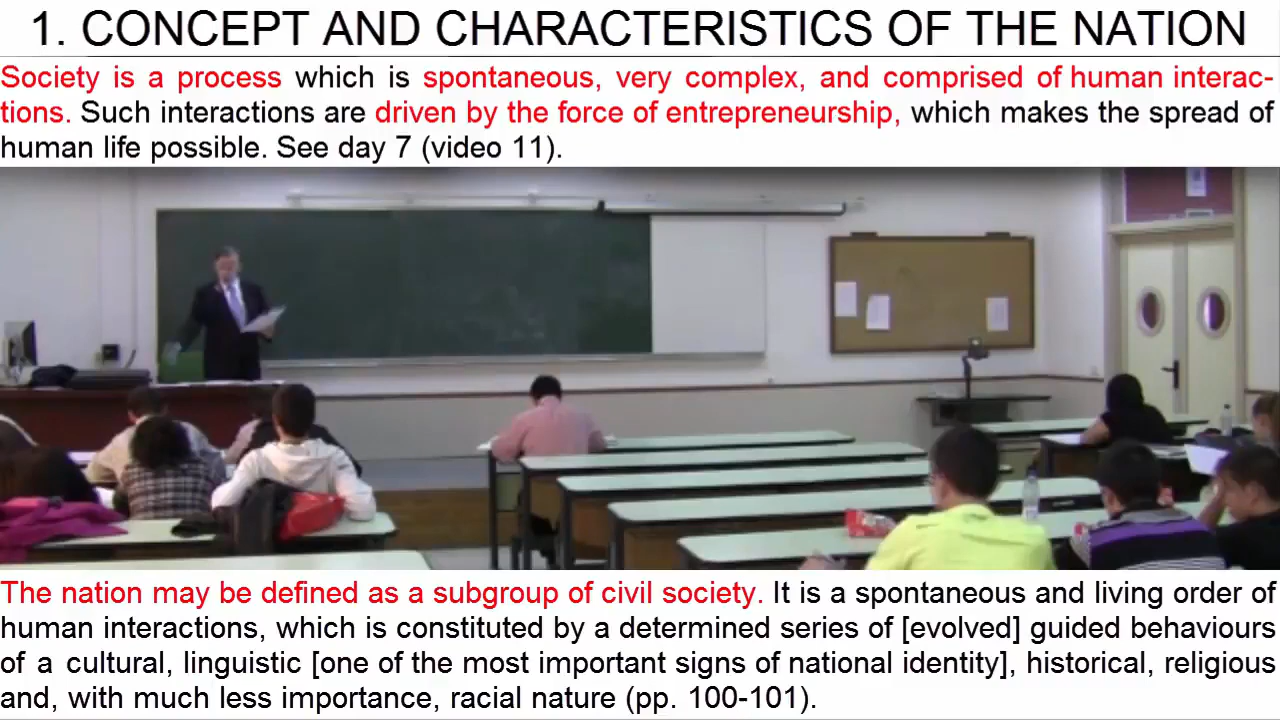 1. CONCEPT AND CHARACTERISTICS OF THE NATION
Society is a process which is spontaneous, very complex, and comprised of human interac-
tions. Such interactions are driven by the force of entrepreneurship, which makes the spread of
human life possible. See day 7 (video 11).
The nation may be defined as a subgroup of civil society. It is a spontaneous and living order of
human interactions, which is constituted by a determined series of [evolved] guided behaviours
of a cultural, linguistic [one of the most important signs of national identity], historical, religious
and, with much less importance, racial nature (pp. 100-101).